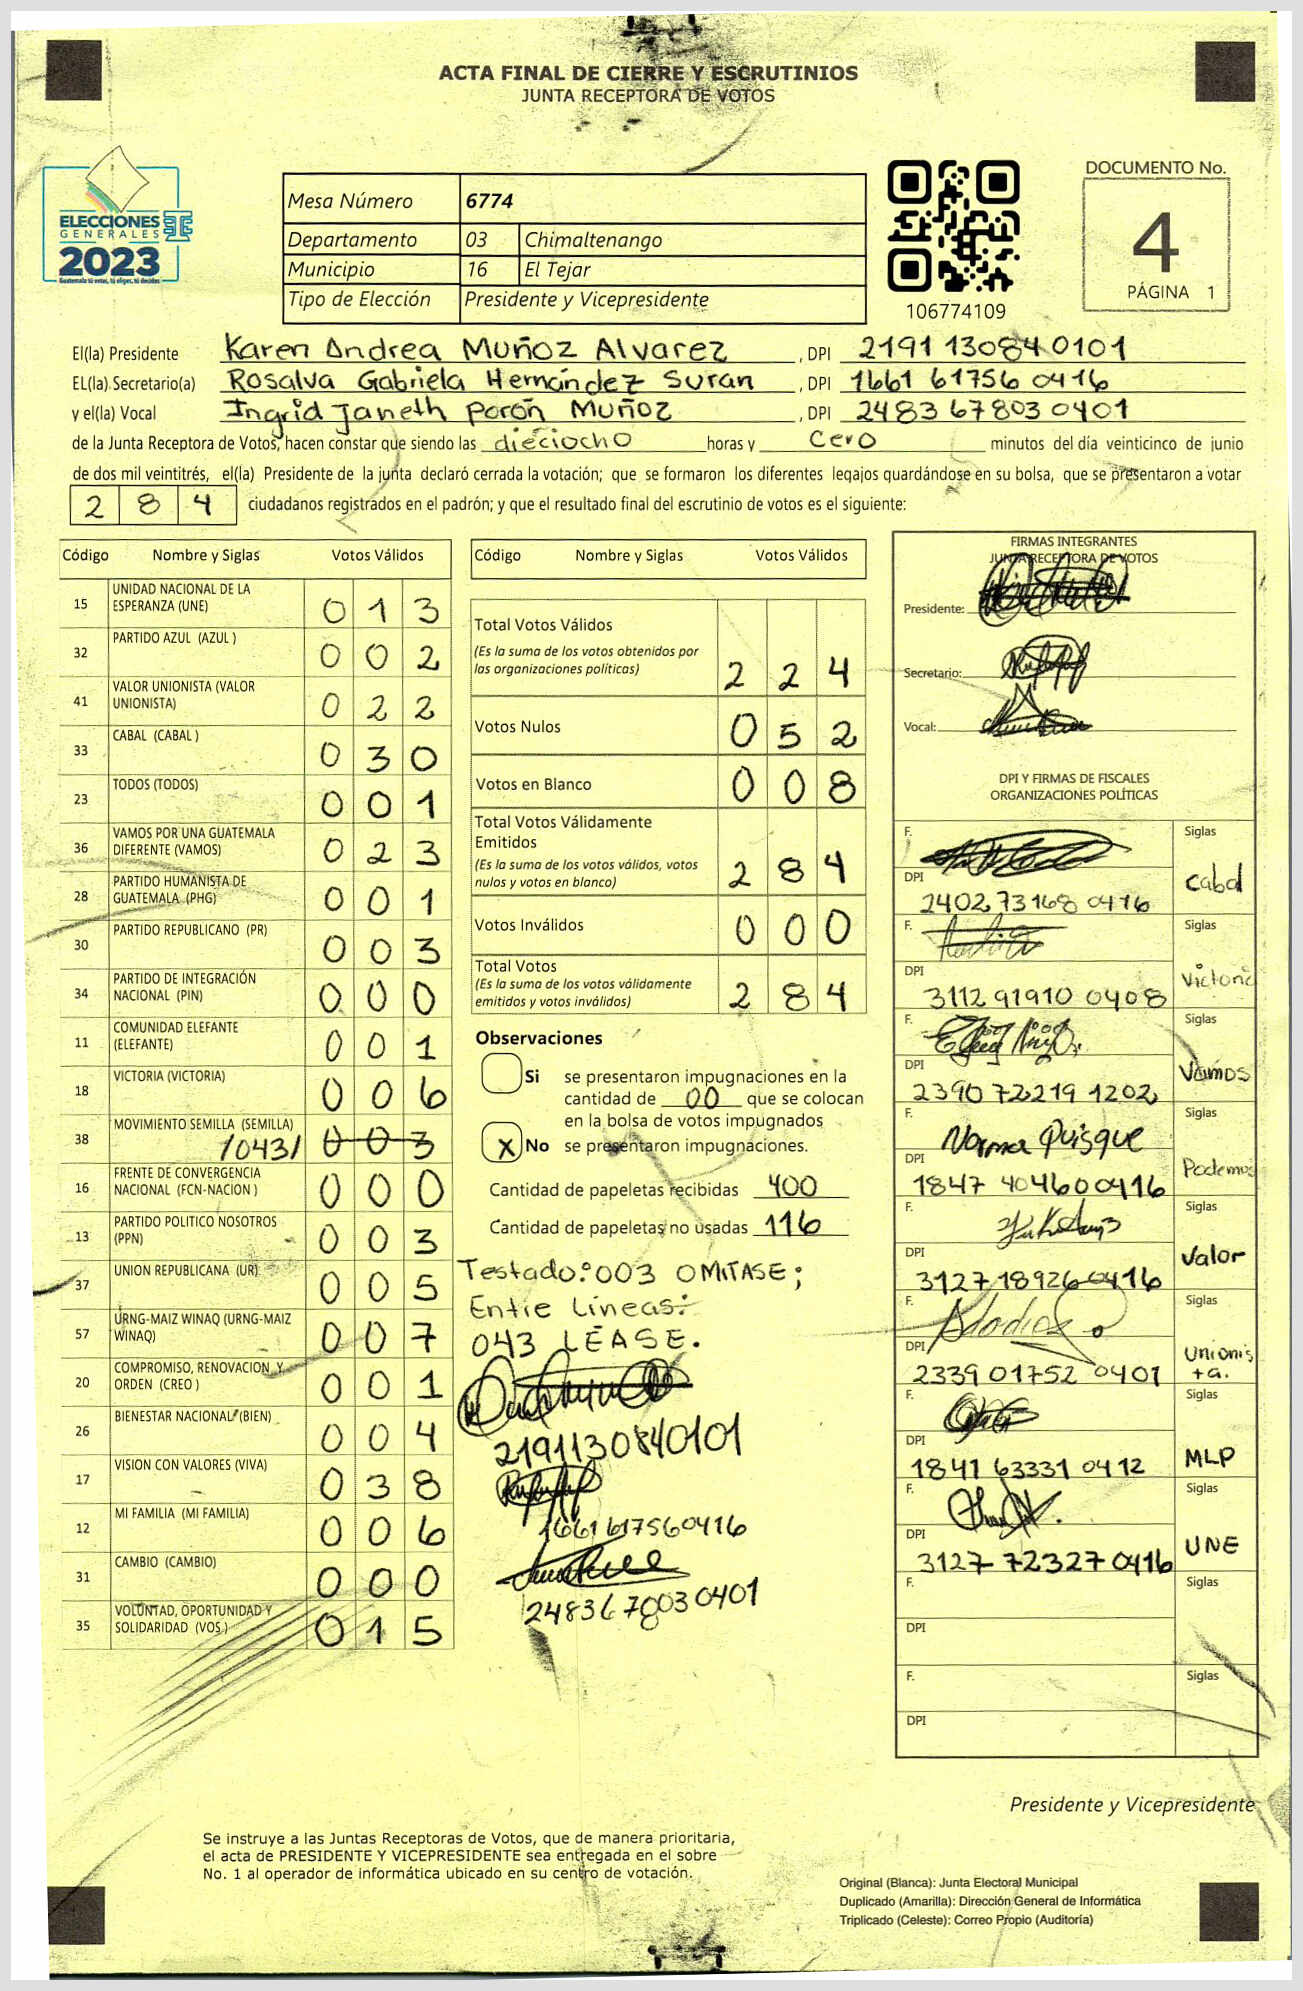 ACTA FINAL DE CIERRE Y ESCRUTINIOS
JUNTA RECEPTORA DE VOTOS
ELECCIONES
GENERALES
2023
Guatemala tú votas, tú eliges, tú decides
Mesa Número 6774
Departamento 03 Chimaltenango
Municipio 16 El Tejar
Tipo de Elección Presidente y Vicepresidente
106774109
DOCUMENTO No.
4
PÁGINA 1
El(la) Presidente Karen Andrea Muñoz Alvarez, DPI 2191 13084 0101
EL(la) Secretario(a) Rosalva Gabriela Hernández Suran, DPI 1661 61756 0416
y el(la) Vocal Ingrid Janeth Porón Muñoz, DPI 2483 67803 0401
de la Junta Receptora de Votos, hacen constar que siendo las dieciocho horas y cero minutos del día veinticinco de junio
de dos mil veintitrés, el(la) Presidente de la junta declaró cerrada la votación; que se formaron los diferentes legajos guardándose en su bolsa, que se presentaron a votar
2 8 4 ciudadanos registrados en el padrón; y que el resultado final del escrutinio de votos es el siguiente:
Código Nombre y Siglas Votos Válidos
15 UNIDAD NACIONAL DE LA ESPERANZA (UNE) 0 1 3
32 PARTIDO AZUL (AZUL ) 0 0 2
41 VALOR UNIONISTA (VALOR UNIONISTA) 0 2 2
33 CABAL (CABAL ) 0 3 0
23 TODOS (TODOS) 0 0 1
36 VAMOS POR UNA GUATEMALA DIFERENTE (VAMOS) 0 2 3
28 PARTIDO HUMANISTA DE GUATEMALA (PHG) 0 0 1
30 PARTIDO REPUBLICANO (PR) 0 0 3
34 PARTIDO DE INTEGRACIÓN NACIONAL (PIN) 0 0 0
11 COMUNIDAD ELEFANTE (ELEFANTE) 0 0 1
18 VICTORIA (VICTORIA) 0 0 6
38 MOVIMIENTO SEMILLA (SEMILLA) /043/ 0 0 3
16 FRENTE DE CONVERGENCIA NACIONAL (FCN-NACION ) 0 0 0
13 PARTIDO POLITICO NOSOTROS (PPN) 0 0 3
37 UNION REPUBLICANA (UR) 0 0 5
57 URNG-MAIZ WINAQ (URNG-MAIZ WINAQ) 0 0 7
20 COMPROMISO, RENOVACION Y ORDEN (CREO ) 0 0 1
26 BIENESTAR NACIONAL (BIEN) 0 0 4
17 VISION CON VALORES (VIVA) 0 3 8
12 MI FAMILIA (MI FAMILIA) 0 0 6
31 CAMBIO (CAMBIO) 0 0 0
35 VOLUNTAD, OPORTUNIDAD Y SOLIDARIDAD (VOS ) 0 1 5
Código Nombre y Siglas Votos Válidos
Total Votos Válidos
(Es la suma de los votos obtenidos por
las organizaciones políticas) 2 2 4
Votos Nulos 0 5 2
Votos en Blanco 0 0 8
Total Votos Válidamente
Emitidos
(Es la suma de los votos válidos, votos
nulos y votos en blanco) 2 8 4
Votos Inválidos 0 0 0
Total Votos
(Es la suma de los votos válidamente
emitidos y votos inválidos) 2 8 4
Observaciones
Si se presentaron impugnaciones en la
cantidad de 00 que se colocan
en la bolsa de votos impugnados
X No se presentaron impugnaciones.
Cantidad de papeletas recibidas 400
Cantidad de papeletas no usadas 116
Testado: 003 OMITASE;
Entre Lineas:
043 LÉASE.
2191130840101
1661617560416
2483678030401
FIRMAS INTEGRANTES
JUNTA RECEPTORA DE VOTOS
Presidente:
Secretario:
Vocal:
DPI Y FIRMAS DE FISCALES
ORGANIZACIONES POLÍTICAS
F. Siglas
Cabal
DPI
2402 73168 0416
F. Siglas
Victoria
DPI
3112 91910 0408
F. Siglas
Vamos
DPI
2390 72219 1202
F. Norma Quisque Siglas
Podemos
DPI
1847 40460 0416
F. Siglas
Valor
DPI
3127 18926 0416
F. Siglas
Unionis
ta.
DPI
2339 01752 0401
F. Siglas
MLP
DPI
1841 63331 0412
F. Siglas
UNE
DPI
3127 72327 0416
F. Siglas
DPI
F. Siglas
DPI
Presidente y Vicepresidente
Se instruye a las Juntas Receptoras de Votos, que de manera prioritaria,
el acta de PRESIDENTE Y VICEPRESIDENTE sea entregada en el sobre
No. 1 al operador de informática ubicado en su centro de votación.
Original (Blanca): Junta Electoral Municipal
Duplicado (Amarilla): Dirección General de Informática
Triplicado (Celeste): Correo Propio (Auditoría)